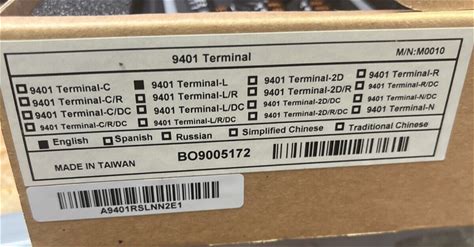 9401 Terminal M/N:M0010
9401 Terminal-C 9401 Terminal-L 9401 Terminal-2D 9401 Terminal-R
9401 Terminal-C/R 9401 Terminal-L/R 9401 Terminal-2D/R 9401 Terminal-R/DC
9401 Terminal-C/DC 9401 Terminal-L/DC 9401 Terminal-2D/DC 9401 Terminal-N
9401 Terminal-C/R/DC 9401 Terminal-L/R/DC 9401 Terminal-2D/R/DC 9401 Terminal-N/DC
English Spanish Russian Simplified Chinese Traditional Chinese
MADE IN TAIWAN BO9005172
A9401RSLNN2E1